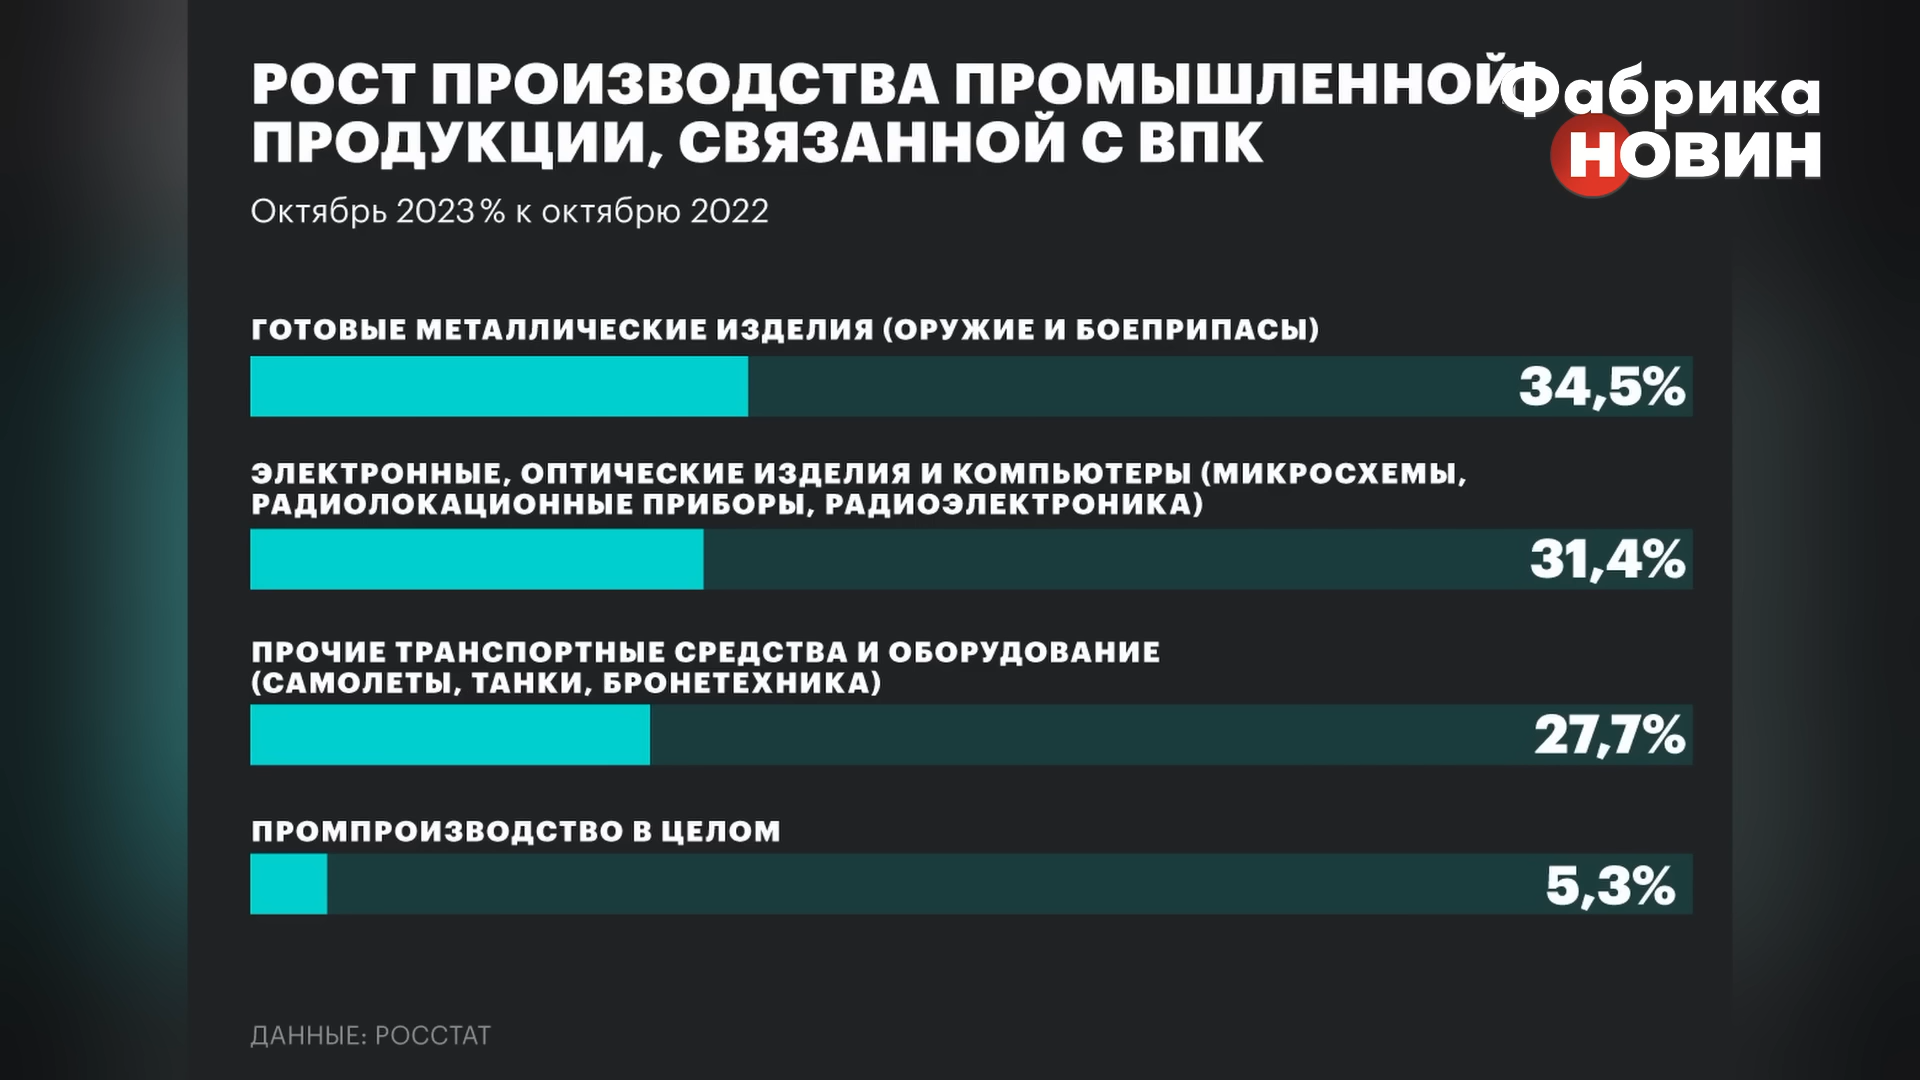 РОСТ ПРОИЗВОДСТВА ПРОМЫШЛЕННОЙ
ПРОДУКЦИИ, СВЯЗАННОЙ С ВПК
Фабрика
новин
Октябрь 2023 % к октябрю 2022
ГОТОВЫЕ МЕТАЛЛИЧЕСКИЕ ИЗДЕЛИЯ (ОРУЖИЕ И БОЕПРИПАСЫ)
34,5%
ЭЛЕКТРОННЫЕ, ОПТИЧЕСКИЕ ИЗДЕЛИЯ И КОМПЬЮТЕРЫ (МИКРОСХЕМЫ,
РАДИОЛОКАЦИОННЫЕ ПРИБОРЫ, РАДИОЭЛЕКТРОНИКА)
31,4%
ПРОЧИЕ ТРАНСПОРТНЫЕ СРЕДСТВА И ОБОРУДОВАНИЕ
(САМОЛЕТЫ, ТАНКИ, БРОНЕТЕХНИКА)
27,7%
ПРОМПРОИЗВОДСТВО В ЦЕЛОМ
5,3%
ДАННЫЕ: РОССТАТ